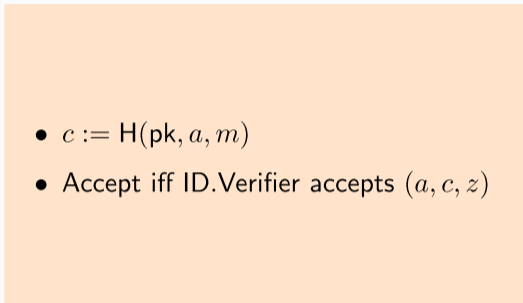 • c := H(pk, a, m)
• Accept iff ID.Verifier accepts (a, c, z)